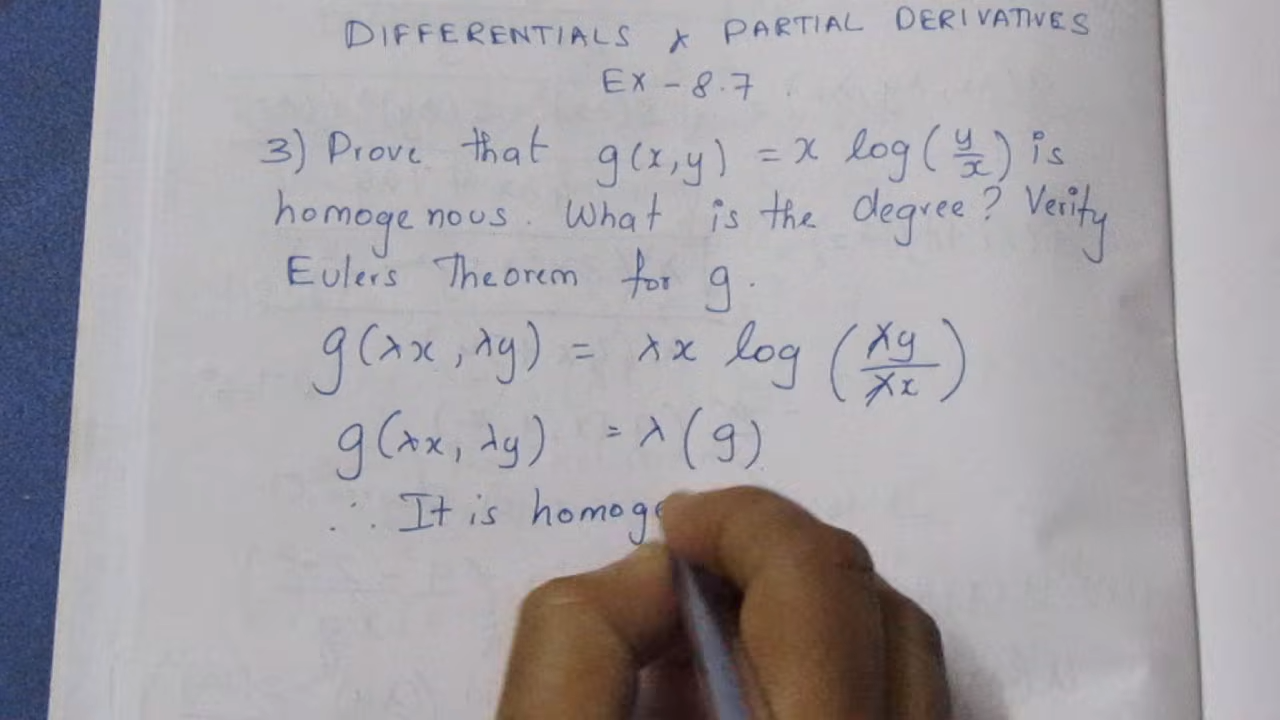 DIFFERENTIALS & PARTIAL DERIVATIVES
EX - 8.7
3) Prove that g(x,y) = x log(y/x) is
homogenous. What is the degree? Verify
Eulers Theorem for g.
g(λx, λy) = λx log (λy/λx)
g(λx, λy) = λ(g)
∴ It is homoge